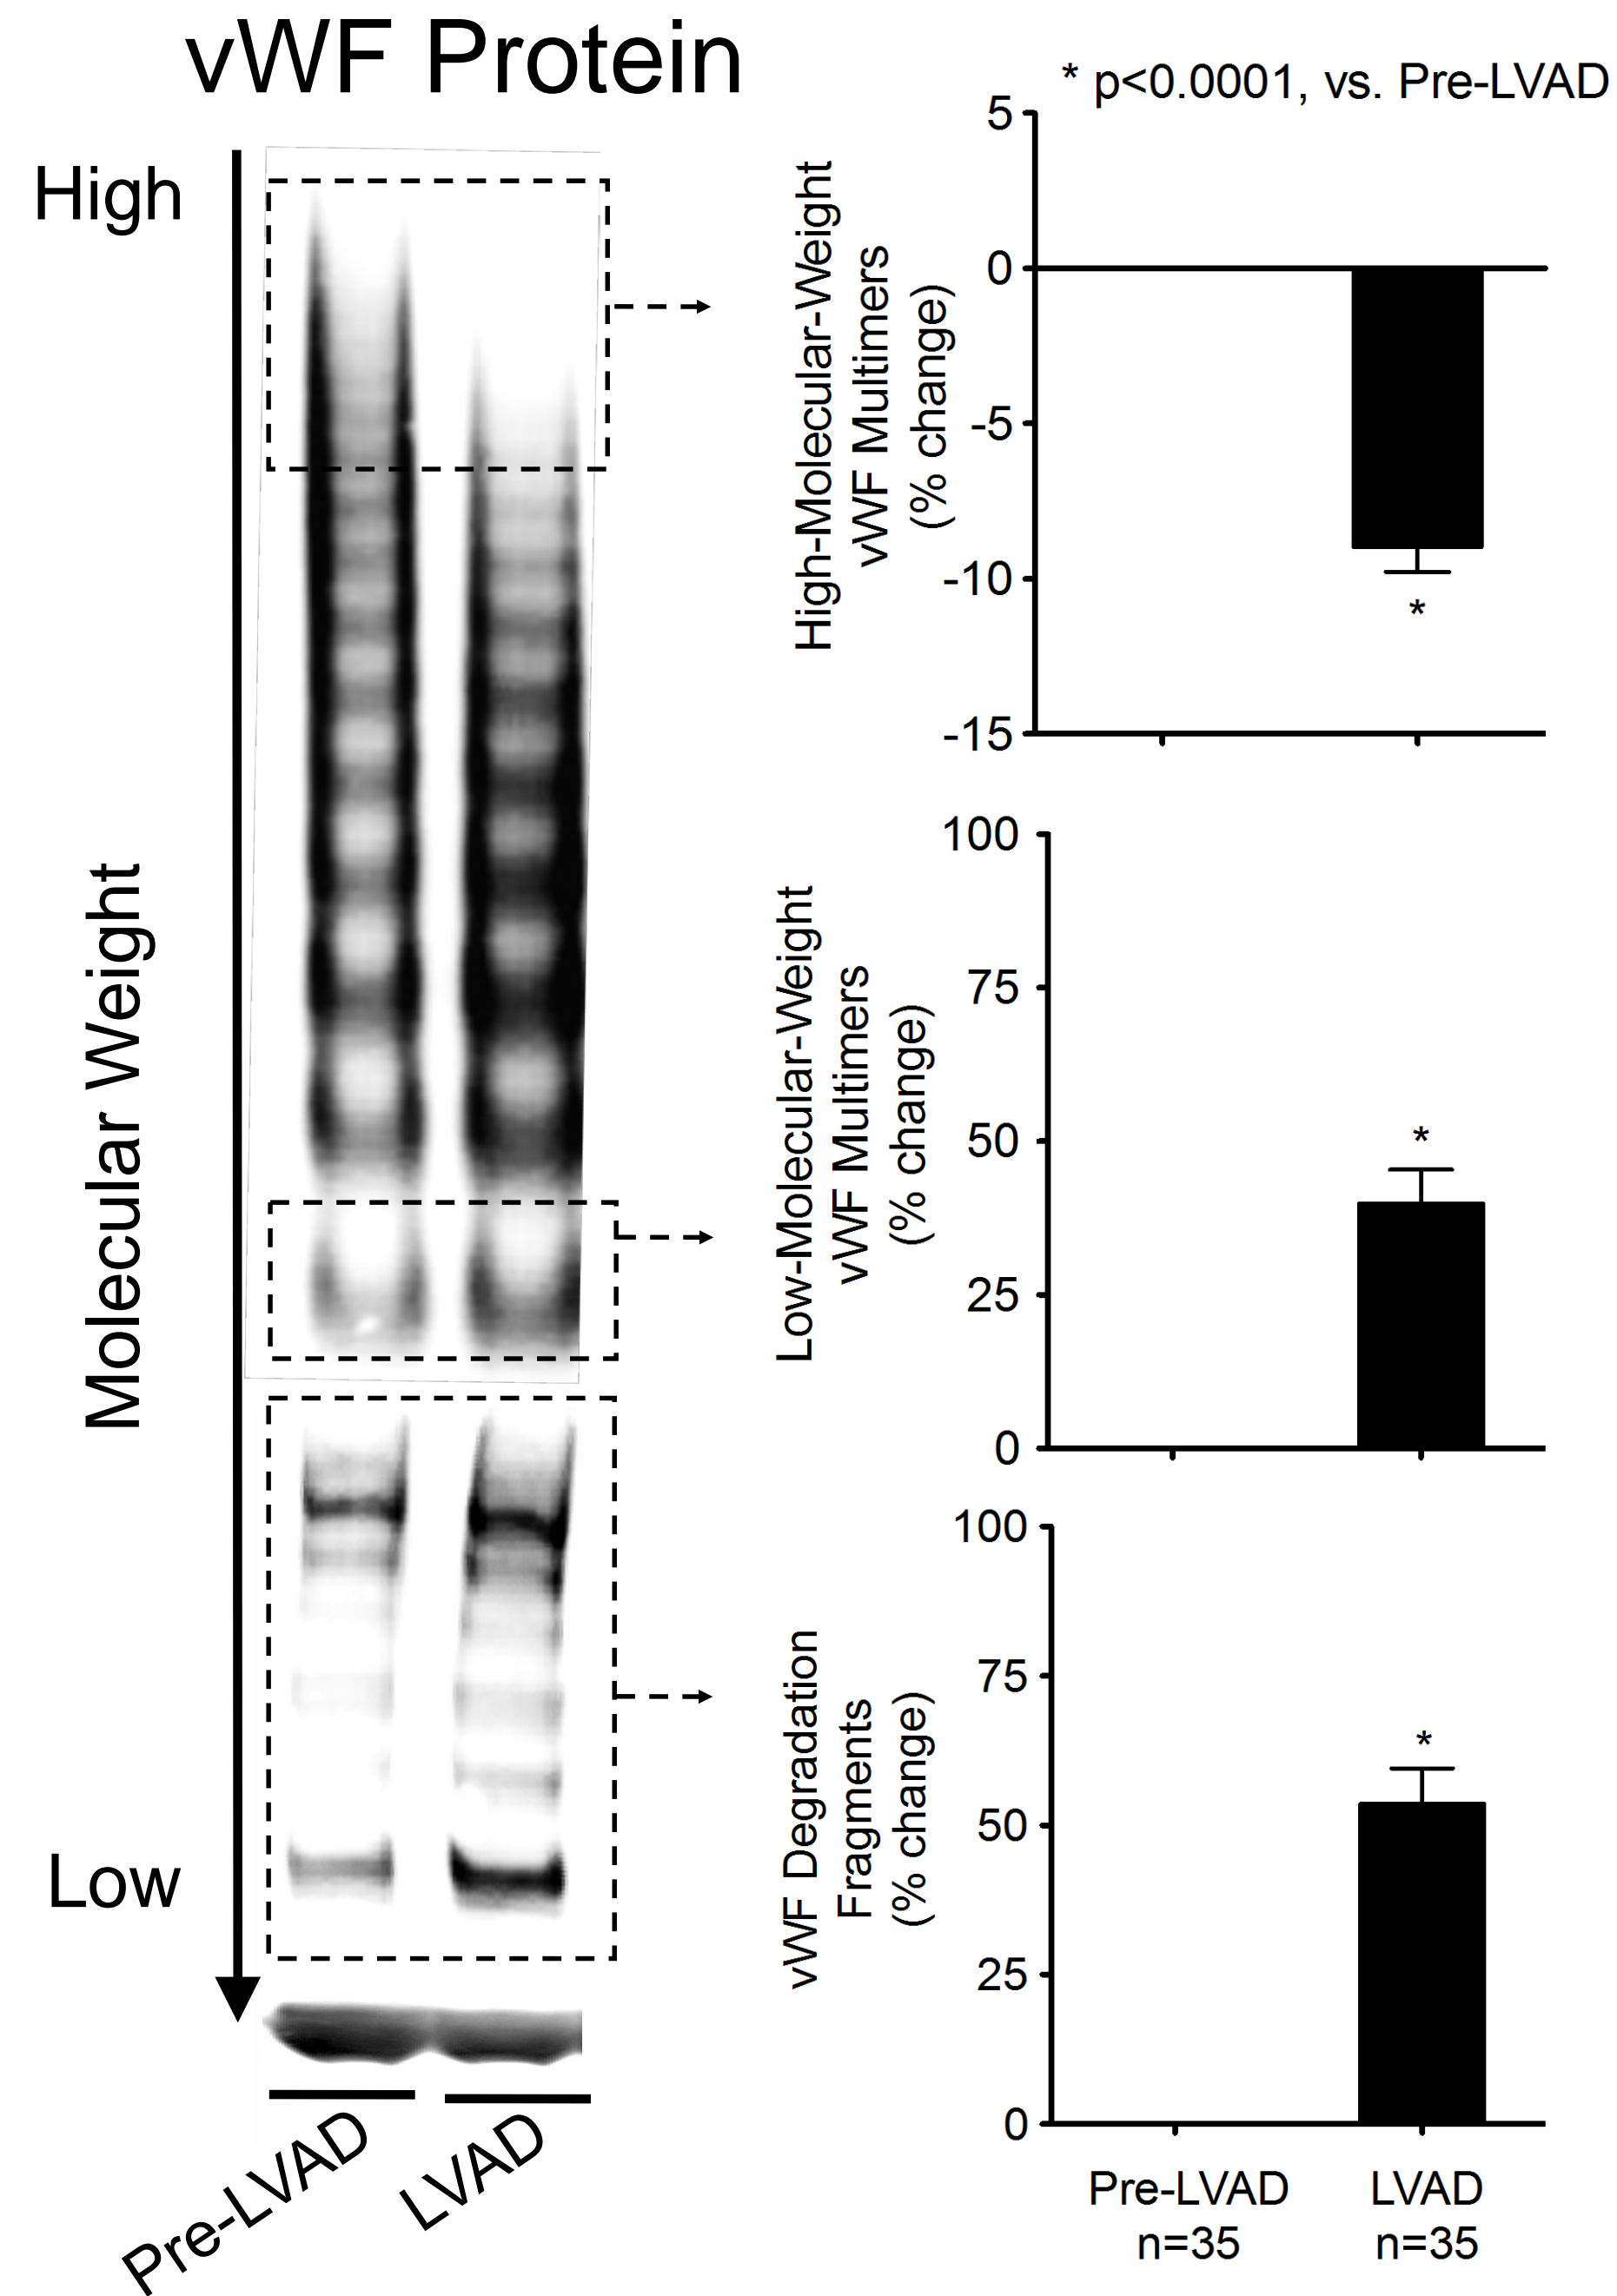 vWF Protein
High
Molecular Weight
Low
Pre-LVAD
LVAD
* p<0.0001, vs. Pre-LVAD
High-Molecular-Weight
vWF Multimers
(% change)
5
0
-5
-10
-15
*
Low-Molecular-Weight
vWF Multimers
(% change)
100
75
50
25
0
*
vWF Degradation
Fragments
(% change)
100
75
50
25
0
*
Pre-LVAD
n=35
LVAD
n=35